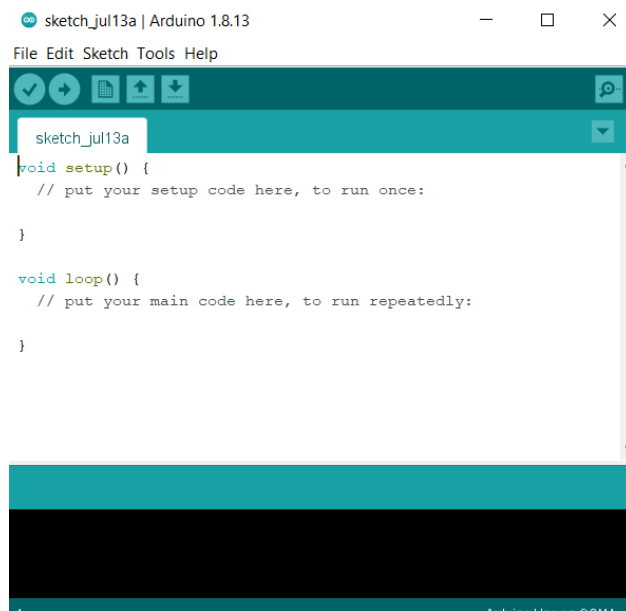 sketch_jul13a | Arduino 1.8.13
File Edit Sketch Tools Help
sketch_jul13a
void setup() {
  // put your setup code here, to run once:
}
void loop() {
  // put your main code here, to run repeatedly:
}